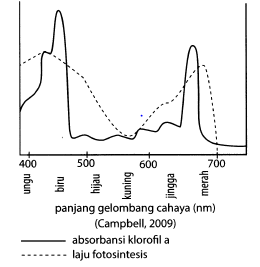 400 500 600 700
ungu biru hijau kuning jingga merah
panjang gelombang cahaya (nm)
(Campbell, 2009)
absorbansi klorofil a
laju fotosintesis